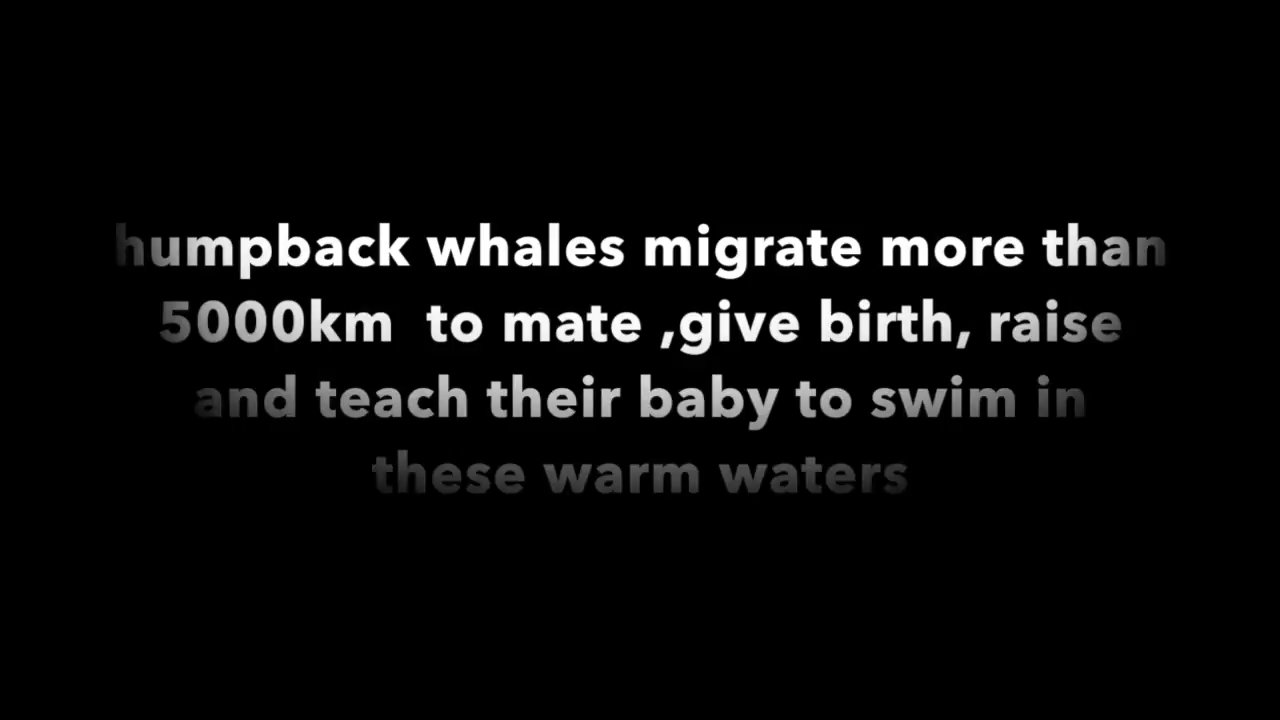 humpback whales migrate more than
5000km  to mate ,give birth, raise
and teach their baby to swim in
these warm waters